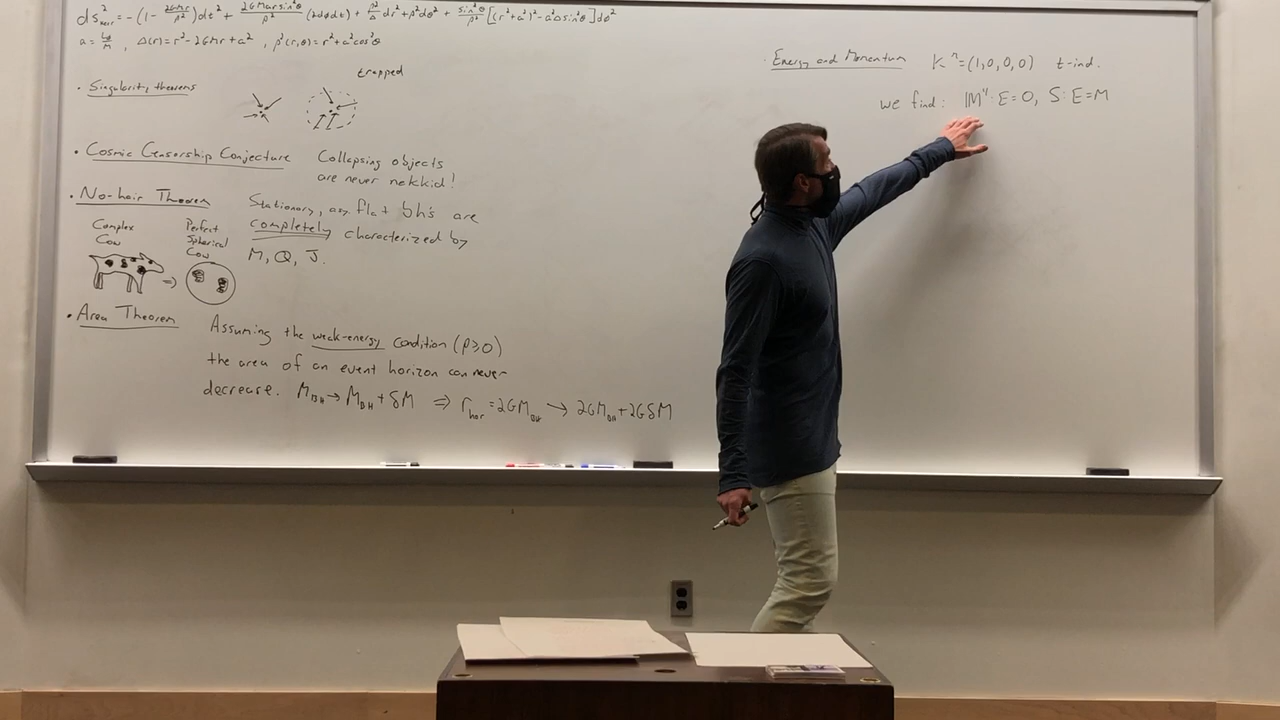 ds²ₖₑᵣᵣ = -(1 - 2GMr/ρ²)dt² + 2GMar sin²θ/ρ² (2dφdt) + ρ²/Δ dr² + ρ²dθ² + sin²θ/ρ² [(r²+a²)² - a²Δsin²θ]dφ²
, Δ(r) = r² - 2GMr + a² , ρ²(r,θ) = r² + a²cos²θ
trapped
· Singularity theorems
· Cosmic Censorship Conjecture
Collapsing objects
are never nekkid!
· No-hair Theorem
Stationary, asy. flat bh's are
completely characterized by
M, Q, J.
Complex
Cow
Perfect
Spherical
Cow
⇒
· Area Theorem
Assuming the weak-energy condition (ρ≥0)
the area of an event horizon can never
decrease. M_BH → M_BH + δM ⇒ r_hor = 2GM_BH → 2GM_BH + 2GδM
· Energy and Momentum K^μ = (1,0,0,0) t-ind.
we find: 𝕄⁴: E = 0, S: E = M